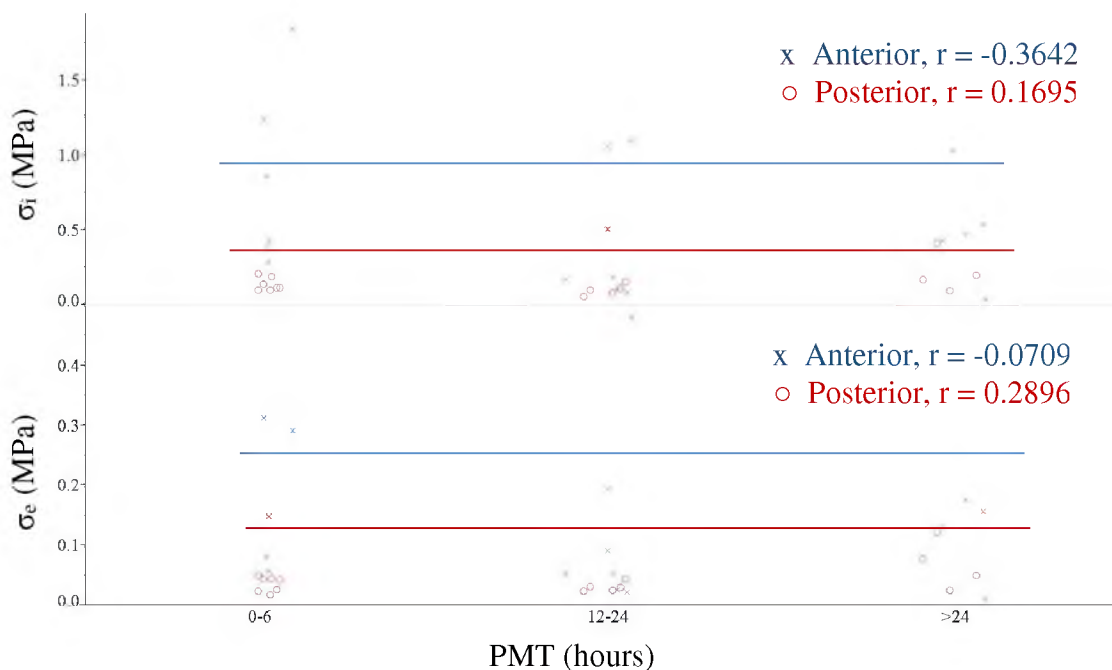 1.5
1.0
0.5
0.0
σi (MPa)
x Anterior, r = -0.3642
o Posterior, r = 0.1695
0.4
0.3
0.2
0.1
0.0
σe (MPa)
x Anterior, r = -0.0709
o Posterior, r = 0.2896
0-6
12-24
>24
PMT (hours)